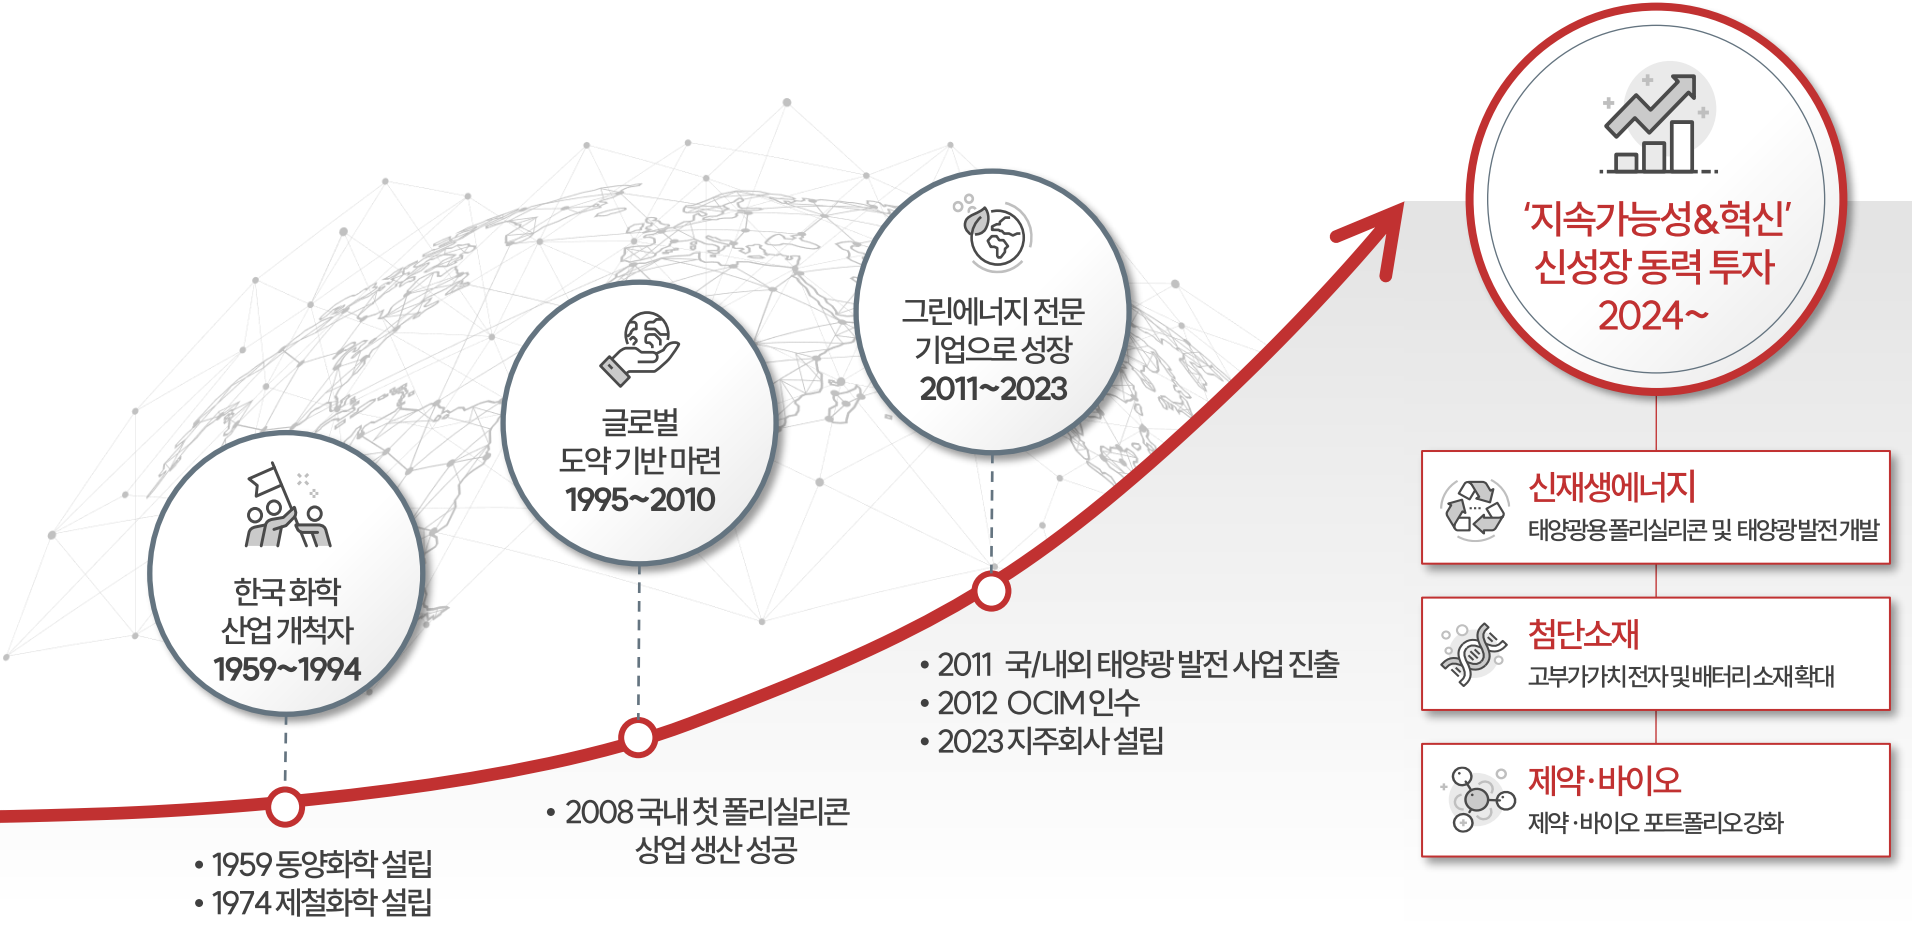 한국 화학
산업 개척자
1959~1994
• 1959 동양화학 설립
• 1974 제철화학 설립
글로벌
도약 기반 마련
1995~2010
• 2008 국내 첫 폴리실리콘
상업 생산 성공
그린에너지 전문
기업으로 성장
2011~2023
• 2011 국/내외 태양광 발전 사업 진출
• 2012 OCIM 인수
• 2023 지주회사 설립
‘지속가능성&혁신’
신성장 동력 투자
2024~
신재생에너지
태양광용 폴리실리콘 및 태양광 발전 개발
첨단소재
고부가가치 전자 및 배터리 소재 확대
제약·바이오
제약·바이오 포트폴리오 강화